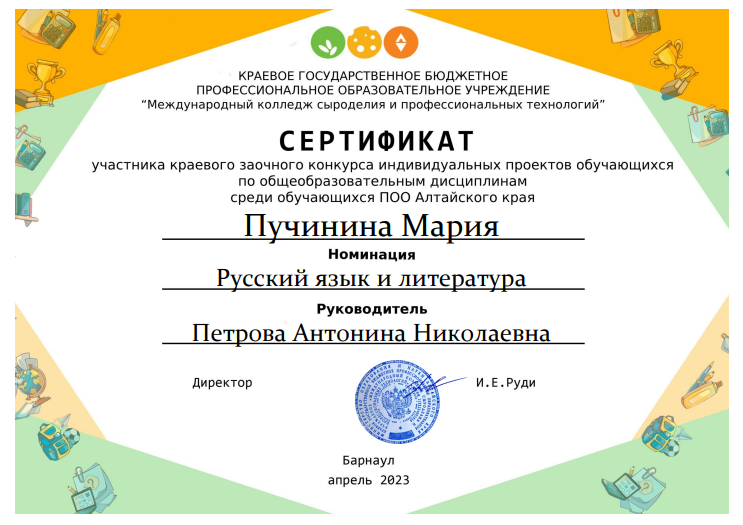 КРАЕВОЕ ГОСУДАРСТВЕННОЕ БЮДЖЕТНОЕ
ПРОФЕССИОНАЛЬНОЕ ОБРАЗОВАТЕЛЬНОЕ УЧРЕЖДЕНИЕ
“Международный колледж сыроделия и профессиональных технологий”
СЕРТИФИКАТ
участника краевого заочного конкурса индивидуальных проектов обучающихся
по общеобразовательным дисциплинам
среди обучающихся ПОО Алтайского края
Пучинина Мария
Номинация
Русский язык и литература
Руководитель
Петрова Антонина Николаевна
Директор
И.Е.Руди
Барнаул
апрель 2023